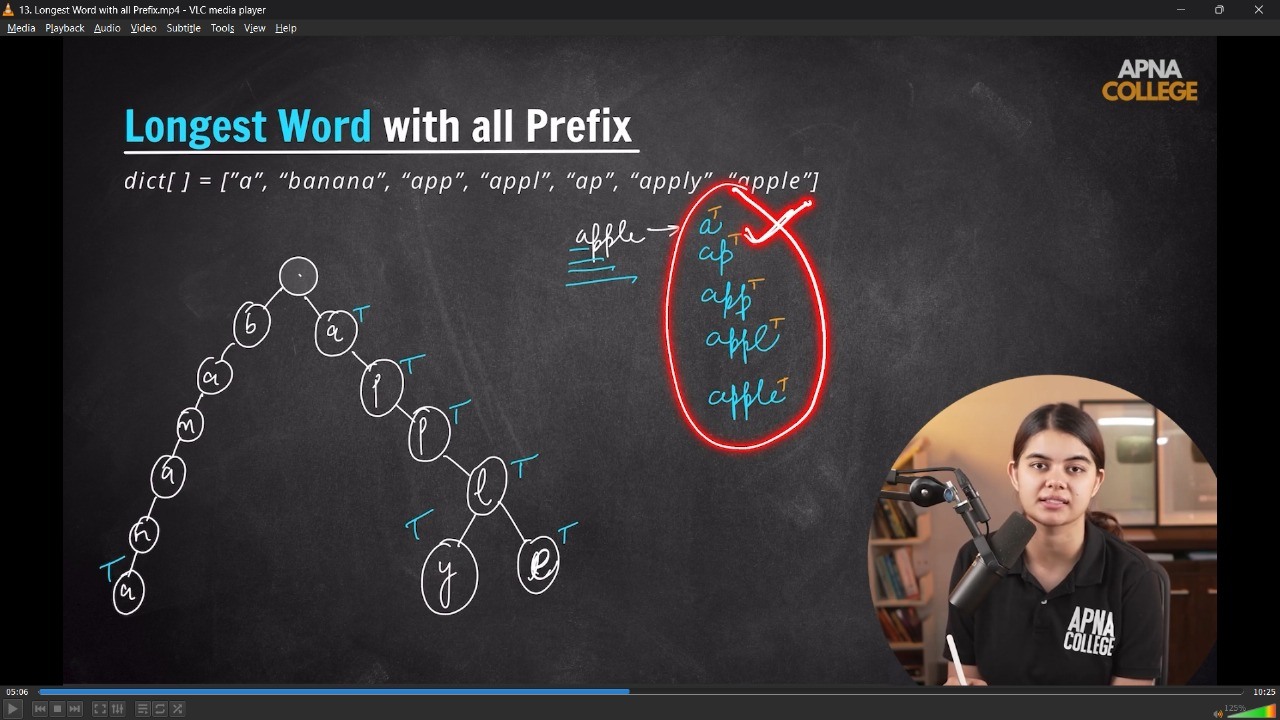 13. Longest Word with all Prefix.mp4 - VLC media player
Media Playback Audio Video Subtitle Tools View Help
APNA
COLLEGE
Longest Word with all Prefix
dict[ ] = ["a", "banana", "app", "appl", "ap", "apply", "apple"]
apple → a T
ap T
app T
appl T
apple T
b a T
a p T
n p T
a l T
n T y e T
T a
APNA
COLLEGE
05:06 10:25
125%